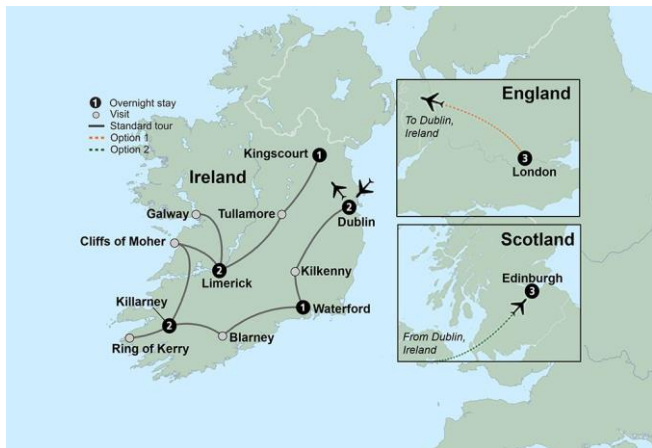 1 Overnight stay
Visit
Standard tour
Option 1
Option 2
England
To Dublin,
Ireland
3
London
Kingscourt 1
Ireland
Galway
Tullamore
2
Dublin
Cliffs of Moher
2
Limerick
Kilkenny
Killarney
2
1 Waterford
Ring of Kerry
Blarney
Scotland
Edinburgh
3
From Dublin,
Ireland